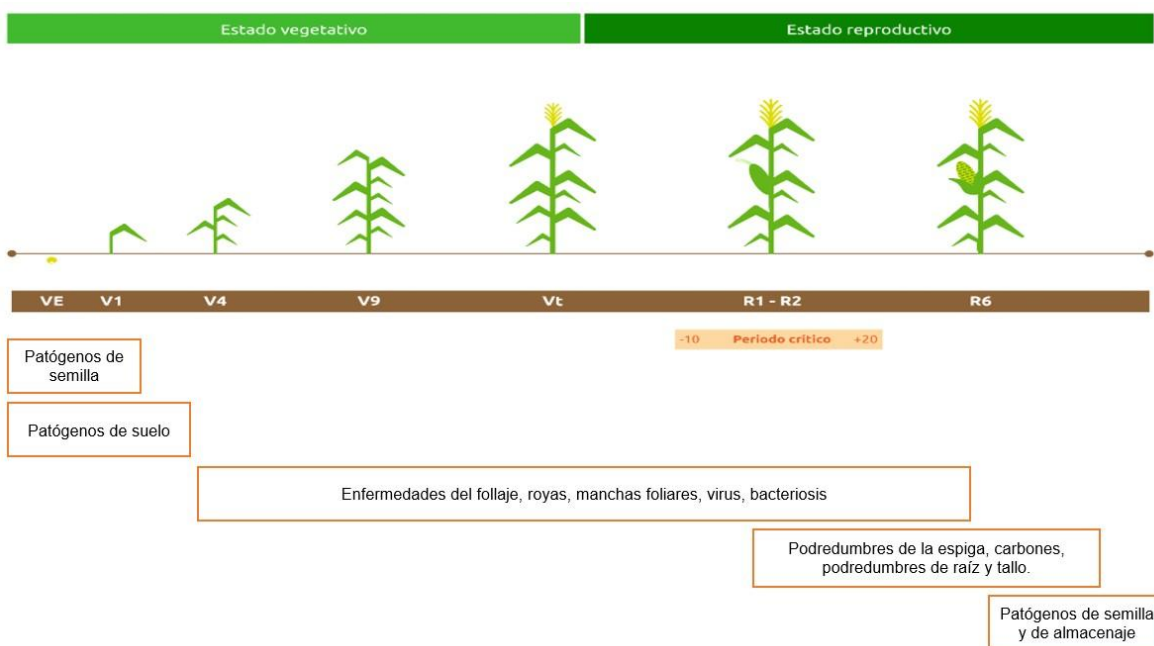 Estado vegetativo
Estado reproductivo
VE V1 V4 V9 Vt R1 - R2 R6
-10 Periodo critico +20
Patógenos de
semilla
Patógenos de suelo
Enfermedades del follaje, royas, manchas foliares, virus, bacteriosis
Podredumbres de la espiga, carbones,
podredumbres de raíz y tallo.
Patógenos de semilla
y de almacenaje